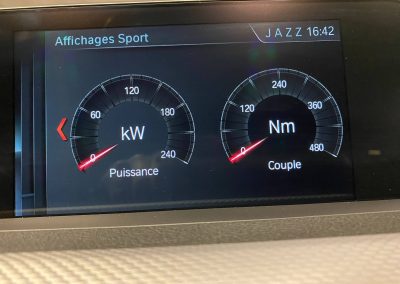 Affichages Sport
JAZZ 16:42
0 60 120 180 240
kW
Puissance
0 120 240 360 480
Nm
Couple